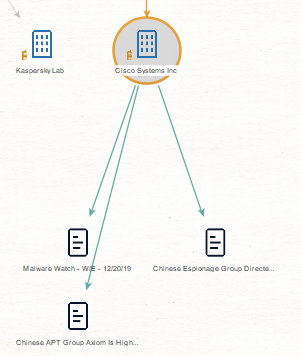 Kaspersky Lab
Cisco Systems Inc
Malware Watch - W/E - 12/20/19
Chinese Espionage Group Directe...
Chinese APT Group Axiom Is High...